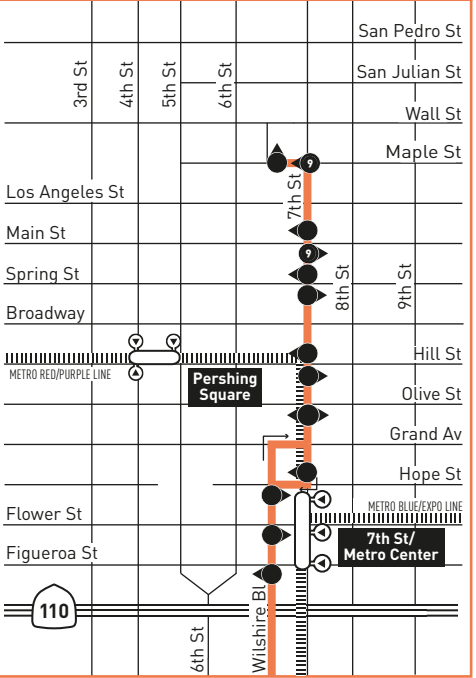 San Pedro St
San Julian St
3rd St
4th St
5th St
6th St
Wall St
Maple St
9
7th St
Los Angeles St
Main St
9
Spring St
8th St
9th St
Broadway
Hill St
METRO RED/PURPLE LINE
Pershing
Square
Olive St
Grand Av
Hope St
METRO BLUE/EXPO LINE
Flower St
7th St/
Metro Center
Figueroa St
110
6th St
Wilshire Bl